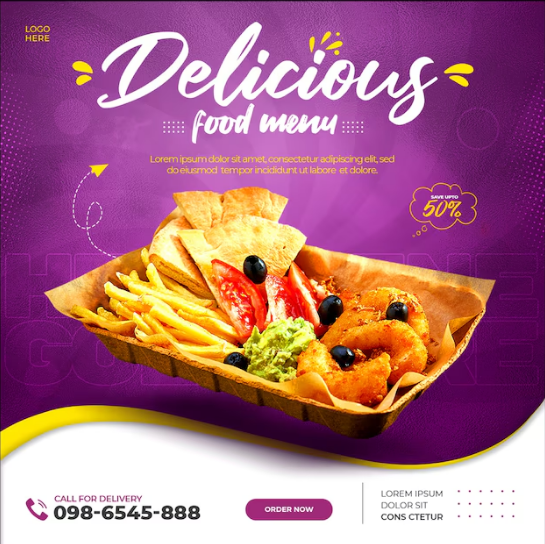 LOGO
HERE
Delicious
food menu
Lorem ipsum dolor sit amet, consectetur adipiscing elit, sed
do eiusmod tempor incididunt ut labore et dolore.
SAVE UPTO
50%
CALL FOR DELIVERY
098-6545-888
ORDER NOW
LOREM IPSUM
DOLOR SIT
CONS CTETUR